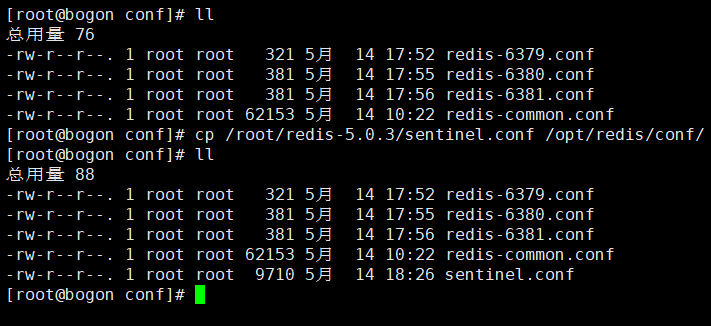 [root@bogon conf]# ll
总用量 76
-rw-r--r--. 1 root root   321 5月  14 17:52 redis-6379.conf
-rw-r--r--. 1 root root   381 5月  14 17:55 redis-6380.conf
-rw-r--r--. 1 root root   381 5月  14 17:56 redis-6381.conf
-rw-r--r--. 1 root root 62153 5月  14 10:22 redis-common.conf
[root@bogon conf]# cp /root/redis-5.0.3/sentinel.conf /opt/redis/conf/
[root@bogon conf]# ll
总用量 88
-rw-r--r--. 1 root root   321 5月  14 17:52 redis-6379.conf
-rw-r--r--. 1 root root   381 5月  14 17:55 redis-6380.conf
-rw-r--r--. 1 root root   381 5月  14 17:56 redis-6381.conf
-rw-r--r--. 1 root root 62153 5月  14 10:22 redis-common.conf
-rw-r--r--. 1 root root  9710 5月  14 18:26 sentinel.conf
[root@bogon conf]#